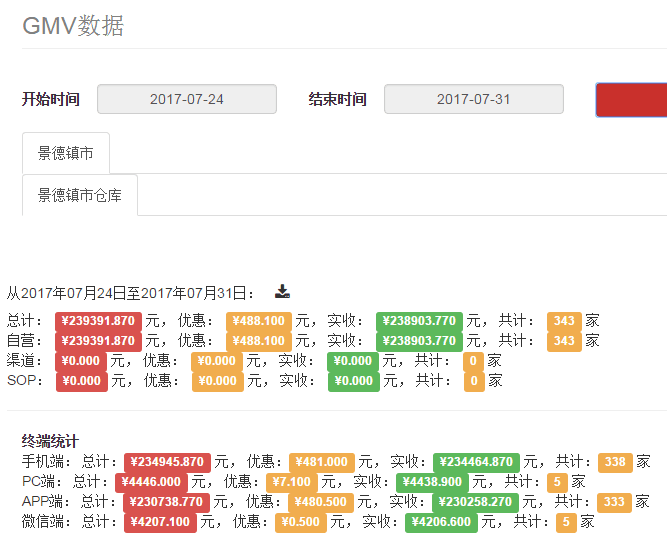 GMV数据
开始时间 2017-07-24 结束时间 2017-07-31
景德镇市
景德镇市仓库
从2017年07月24日至2017年07月31日：
总计： ¥239391.870 元， 优惠： ¥488.100 元， 实收： ¥238903.770 元， 共计： 343 家
自营： ¥239391.870 元， 优惠： ¥488.100 元， 实收： ¥238903.770 元， 共计： 343 家
渠道： ¥0.000 元， 优惠： ¥0.000 元， 实收： ¥0.000 元， 共计： 0 家
SOP： ¥0.000 元， 优惠： ¥0.000 元， 实收： ¥0.000 元， 共计： 0 家
终端统计
手机端： 总计： ¥234945.870 元， 优惠： ¥481.000 元， 实收： ¥234464.870 元， 共计： 338 家
PC端： 总计： ¥4446.000 元， 优惠： ¥7.100 元， 实收： ¥4438.900 元， 共计： 5 家
APP端： 总计： ¥230738.770 元， 优惠： ¥480.500 元， 实收： ¥230258.270 元， 共计： 333 家
微信端： 总计： ¥4207.100 元， 优惠： ¥0.500 元， 实收： ¥4206.600 元， 共计： 5 家